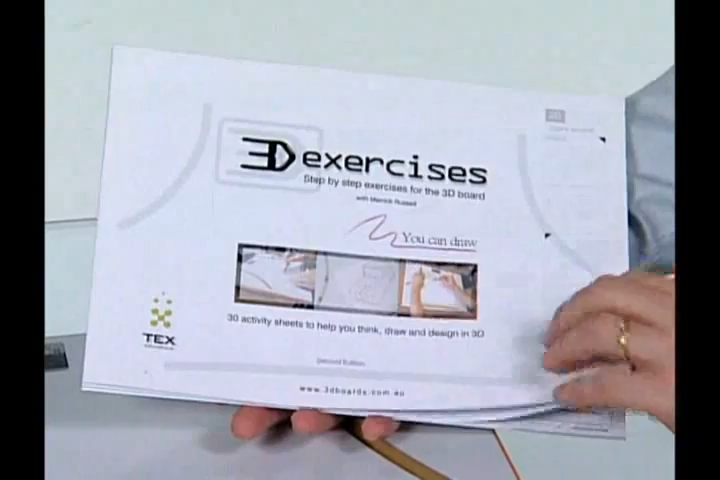 3D exercises
Step by step exercises for the 3D board
with Merrick Russell
You can draw
30 activity sheets to help you think, draw and design in 3D
TEX
Second Edition
www.3dboards.com.au